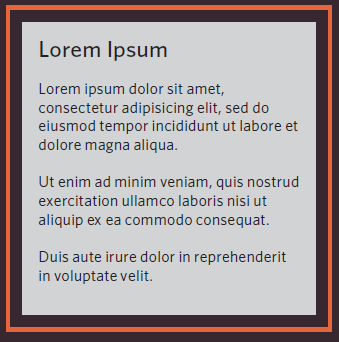 Lorem Ipsum
Lorem ipsum dolor sit amet,
consectetur adipisicing elit, sed do
eiusmod tempor incididunt ut labore et
dolore magna aliqua.
Ut enim ad minim veniam, quis nostrud
exercitation ullamco laboris nisi ut
aliquip ex ea commodo consequat.
Duis aute irure dolor in reprehenderit
in voluptate velit.